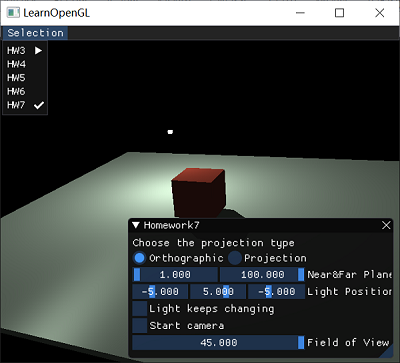 LearnOpenGL
Selection
HW3
HW4
HW5
HW6
HW7
Homework7
Choose the projection type
Orthographic Projection
1.000 100.000 Near&Far Plane
-5.000 5.000 -5.000 Light Position
Light keeps changing
Start camera
45.000 Field of View